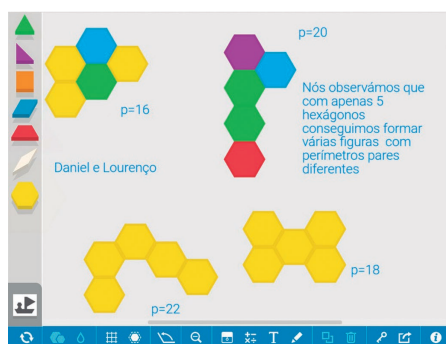 p=20
p=16
Nós observámos que
com apenas 5
hexágonos
conseguimos formar
várias figuras com
perímetros pares
diferentes
Daniel e Lourenço
p=18
p=22